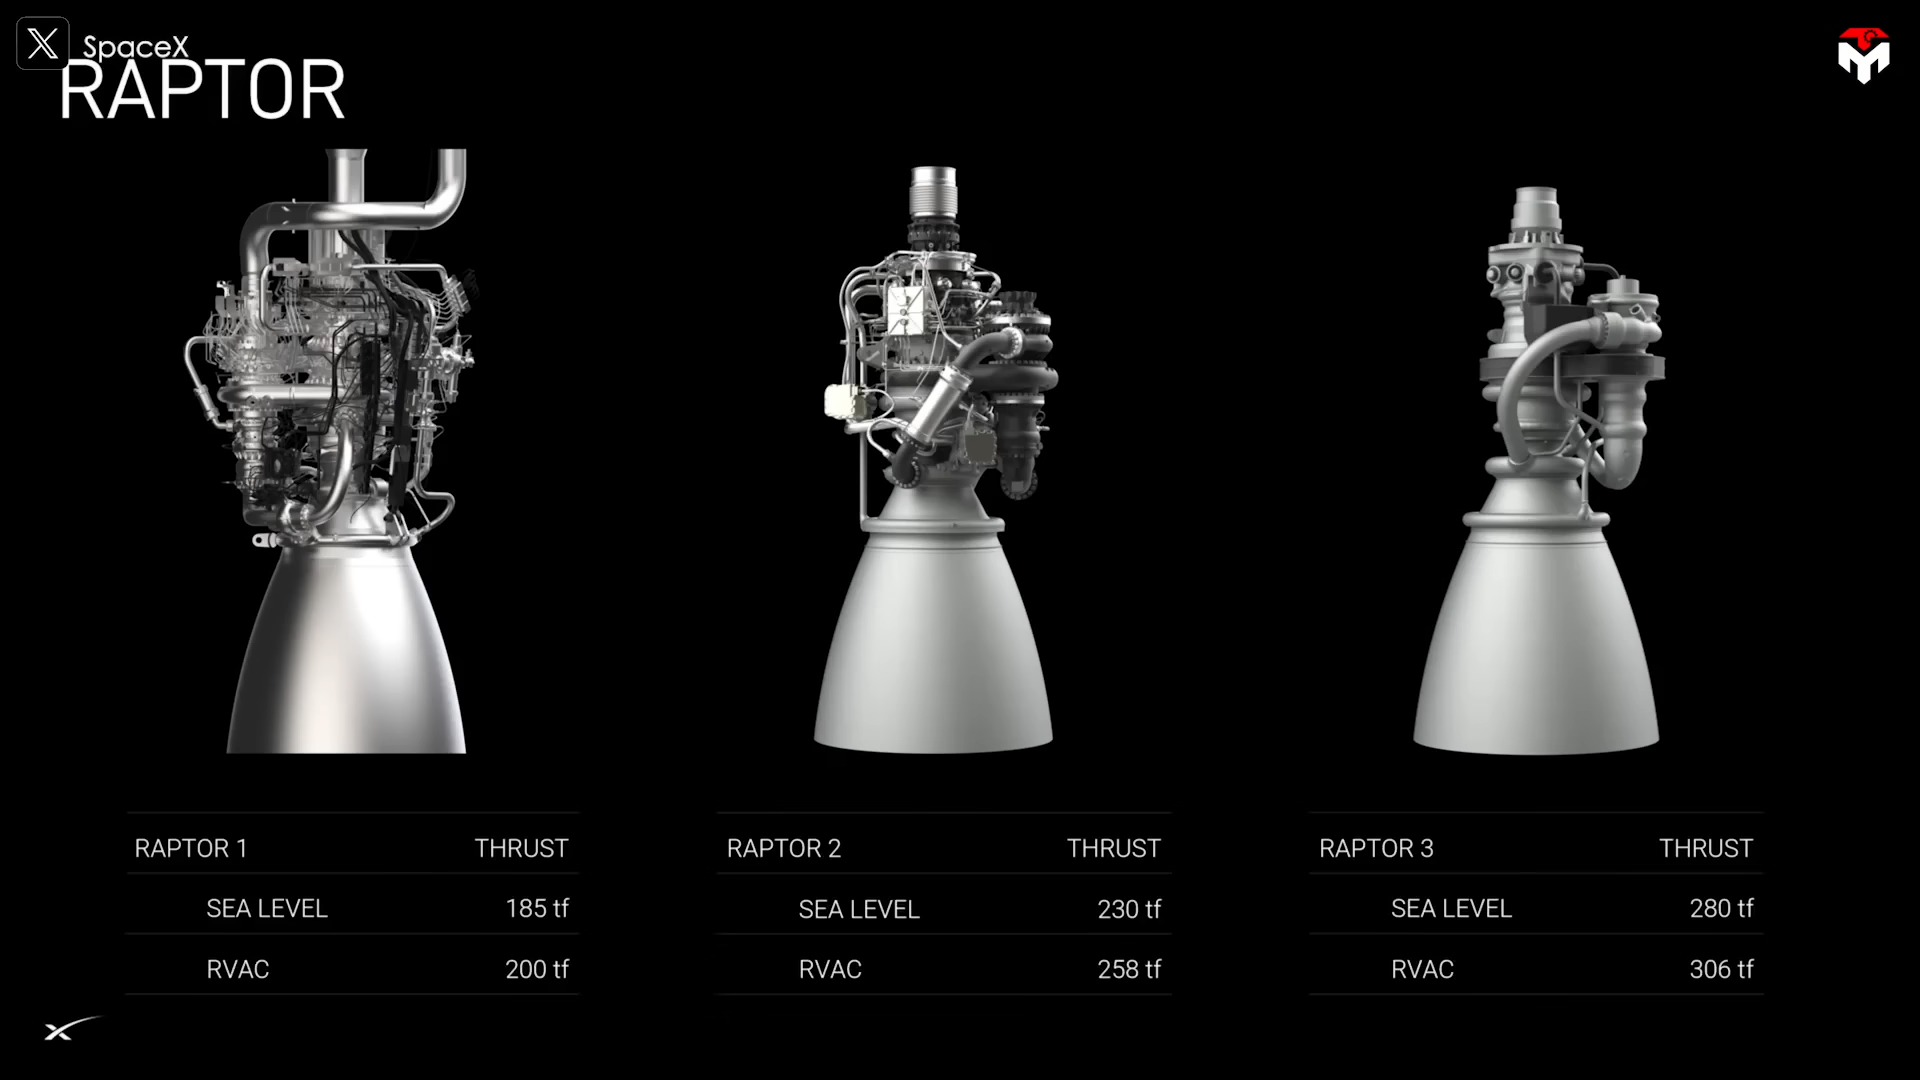 SpaceX
RAPTOR
RAPTOR 1 THRUST
SEA LEVEL 185 tf
RVAC 200 tf
RAPTOR 2 THRUST
SEA LEVEL 230 tf
RVAC 258 tf
RAPTOR 3 THRUST
SEA LEVEL 280 tf
RVAC 306 tf